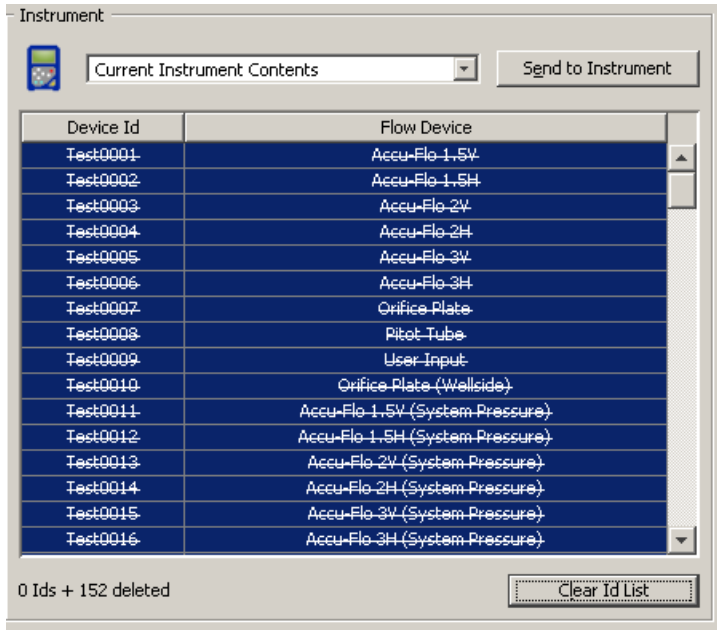 Instrument
Current Instrument Contents Send to Instrument
Device Id Flow Device
Test0001 Accu-Flo 1.5V
Test0002 Accu-Flo 1.5H
Test0003 Accu-Flo 2V
Test0004 Accu-Flo 2H
Test0005 Accu-Flo 3V
Test0006 Accu-Flo 3H
Test0007 Orifice Plate
Test0008 Pitot Tube
Test0009 User Input
Test0010 Orifice Plate (Wellside)
Test0011 Accu-Flo 1.5V (System Pressure)
Test0012 Accu-Flo 1.5H (System Pressure)
Test0013 Accu-Flo 2V (System Pressure)
Test0014 Accu-Flo 2H (System Pressure)
Test0015 Accu-Flo 3V (System Pressure)
Test0016 Accu-Flo 3H (System Pressure)
0 Ids + 152 deleted Clear Id List